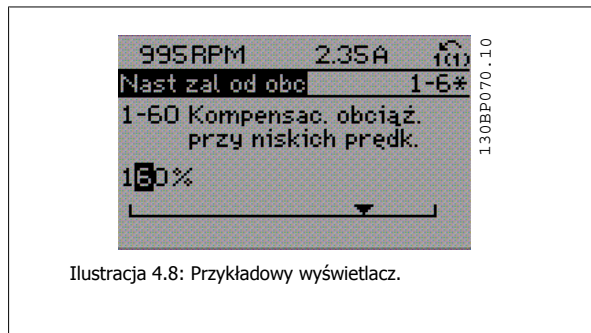 995RPM 2.35A 1(1)
Nast zal od obc 1-6*
1-60 Kompensac. obciąż.
przy niskich prędk.
160%
130BP070.10
Ilustracja 4.8: Przykładowy wyświetlacz.